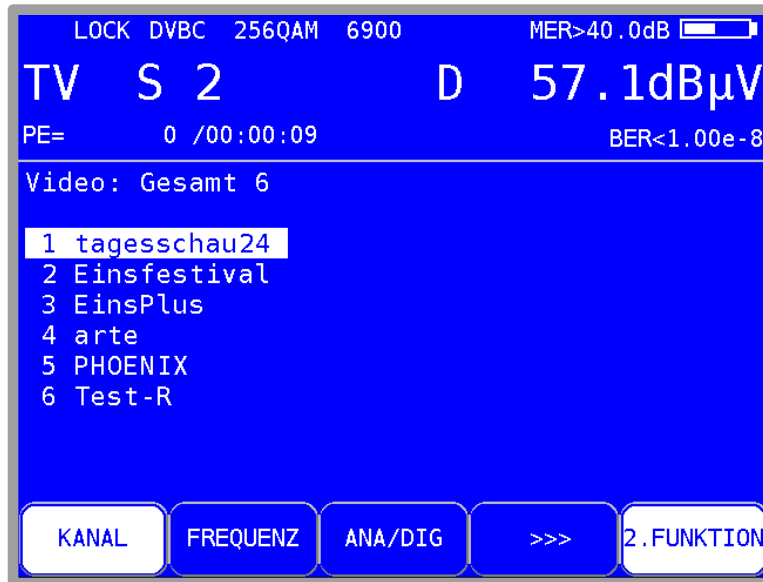 LOCK DVBC 256QAM 6900 MER>40.0dB
TV S 2 D 57.1dBµV
PE= 0 /00:00:09 BER<1.00e-8
Video: Gesamt 6
1 tagesschau24
2 Einsfestival
3 EinsPlus
4 arte
5 PHOENIX
6 Test-R
KANAL FREQUENZ ANA/DIG >>> 2.FUNKTION